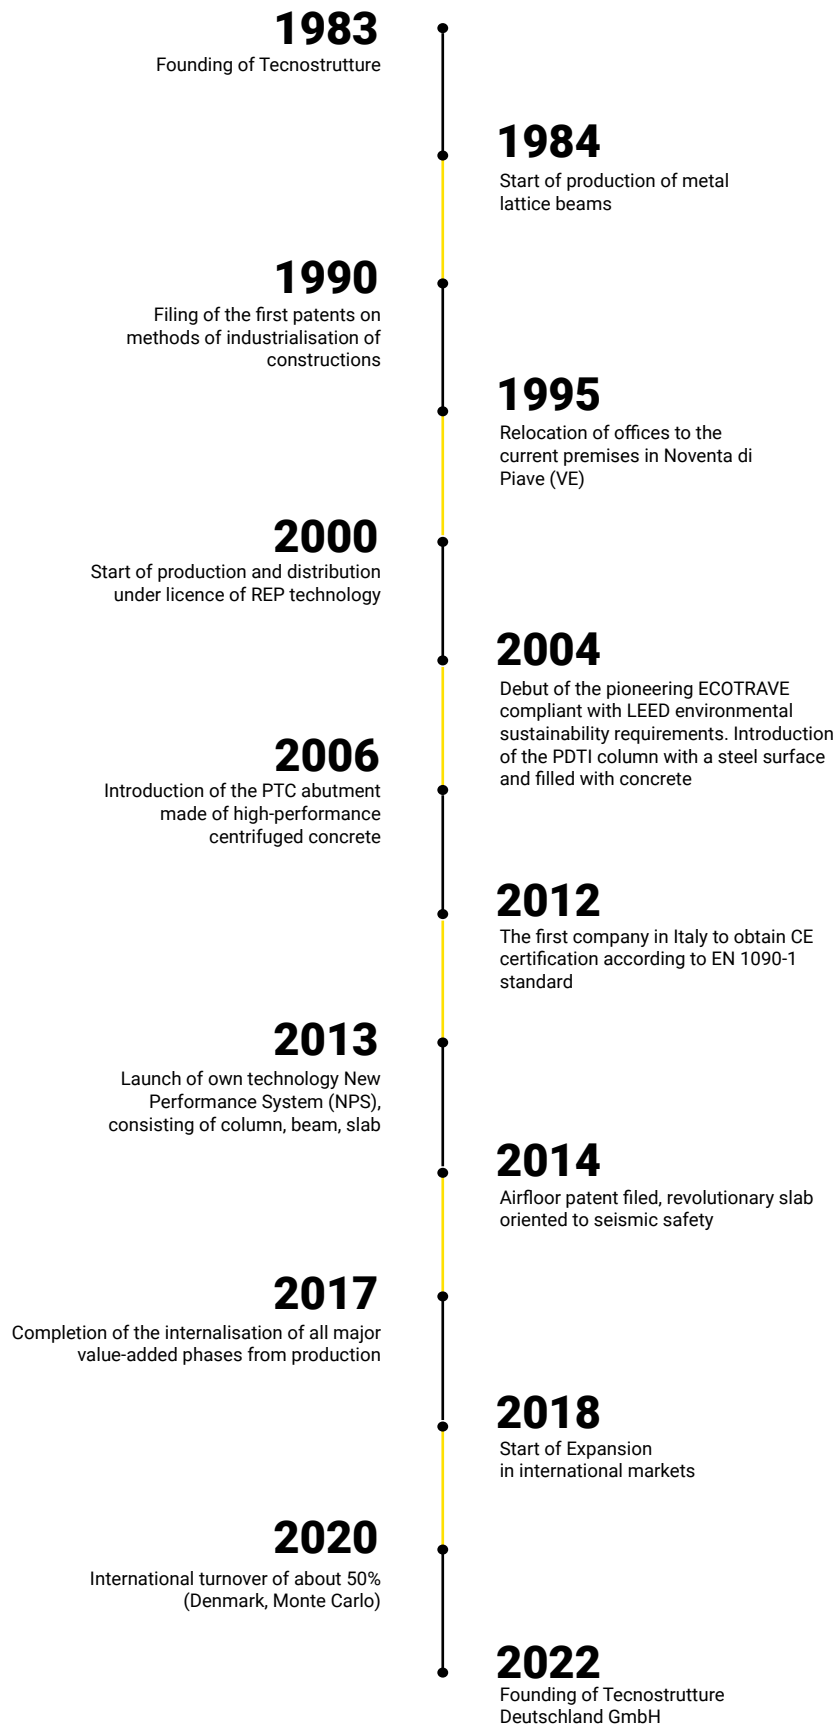 1983
Founding of Tecnostrutture
1984
Start of production of metal
lattice beams
1990
Filing of the first patents on
methods of industrialisation of
constructions
1995
Relocation of offices to the
current premises in Noventa di
Piave (VE)
2000
Start of production and distribution
under licence of REP technology
2004
Debut of the pioneering ECOTRAVE
compliant with LEED environmental
sustainability requirements. Introduction
of the PDTI column with a steel surface
and filled with concrete
2006
Introduction of the PTC abutment
made of high-performance
centrifuged concrete
2012
The first company in Italy to obtain CE
certification according to EN 1090-1
standard
2013
Launch of own technology New
Performance System (NPS),
consisting of column, beam, slab
2014
Airfloor patent filed, revolutionary slab
oriented to seismic safety
2017
Completion of the internalisation of all major
value-added phases from production
2018
Start of Expansion
in international markets
2020
International turnover of about 50%
(Denmark, Monte Carlo)
2022
Founding of Tecnostrutture
Deutschland GmbH